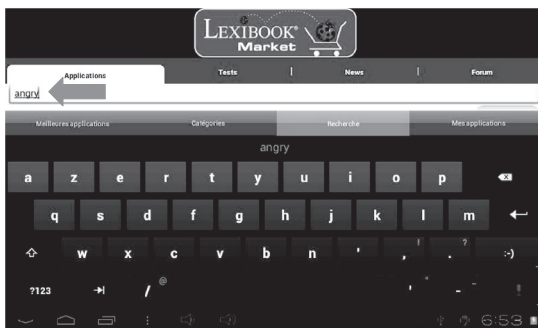 LEXIBOOK®
Market
Applications Tests | News | Forum
angry
Meilleures applications Catégories Recherche Mes applications
angry
a z e r t y u i o p
q s d f g h j k l m
w x c v b n ' , ! . ? :-)
?123 / @ ' " - _ !
6:53